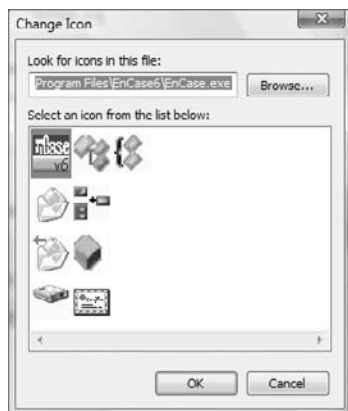 Change Icon
Look for icons in this file:
Program Files\EnCase6\EnCase.exe
Browse...
Select an icon from the list below:
v6
OK
Cancel